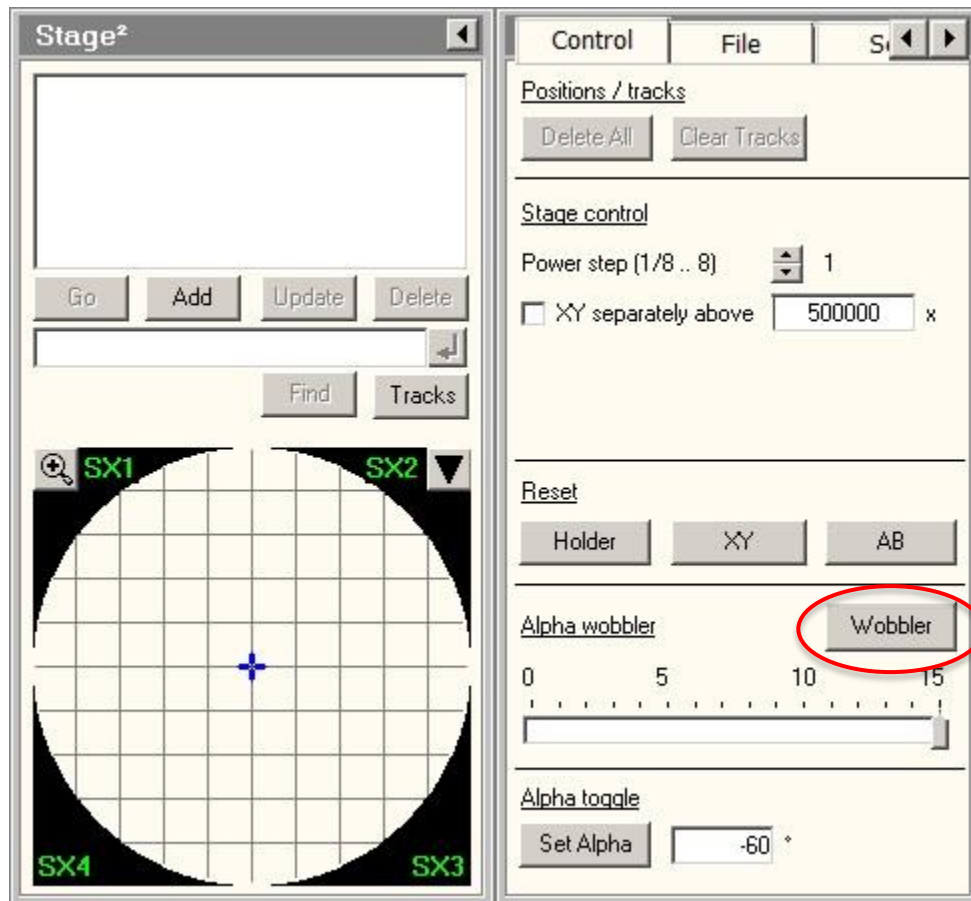 Stage²
Go Add Update Delete
Find Tracks
SX1 SX2
SX4 SX3
Control File
Positions / tracks
Delete All Clear Tracks
Stage control
Power step (1/8 .. 8) 1
XY separately above 500000 x
Reset
Holder XY AB
Alpha wobbler Wobbler
0 5 10 15
Alpha toggle
Set Alpha -60 °